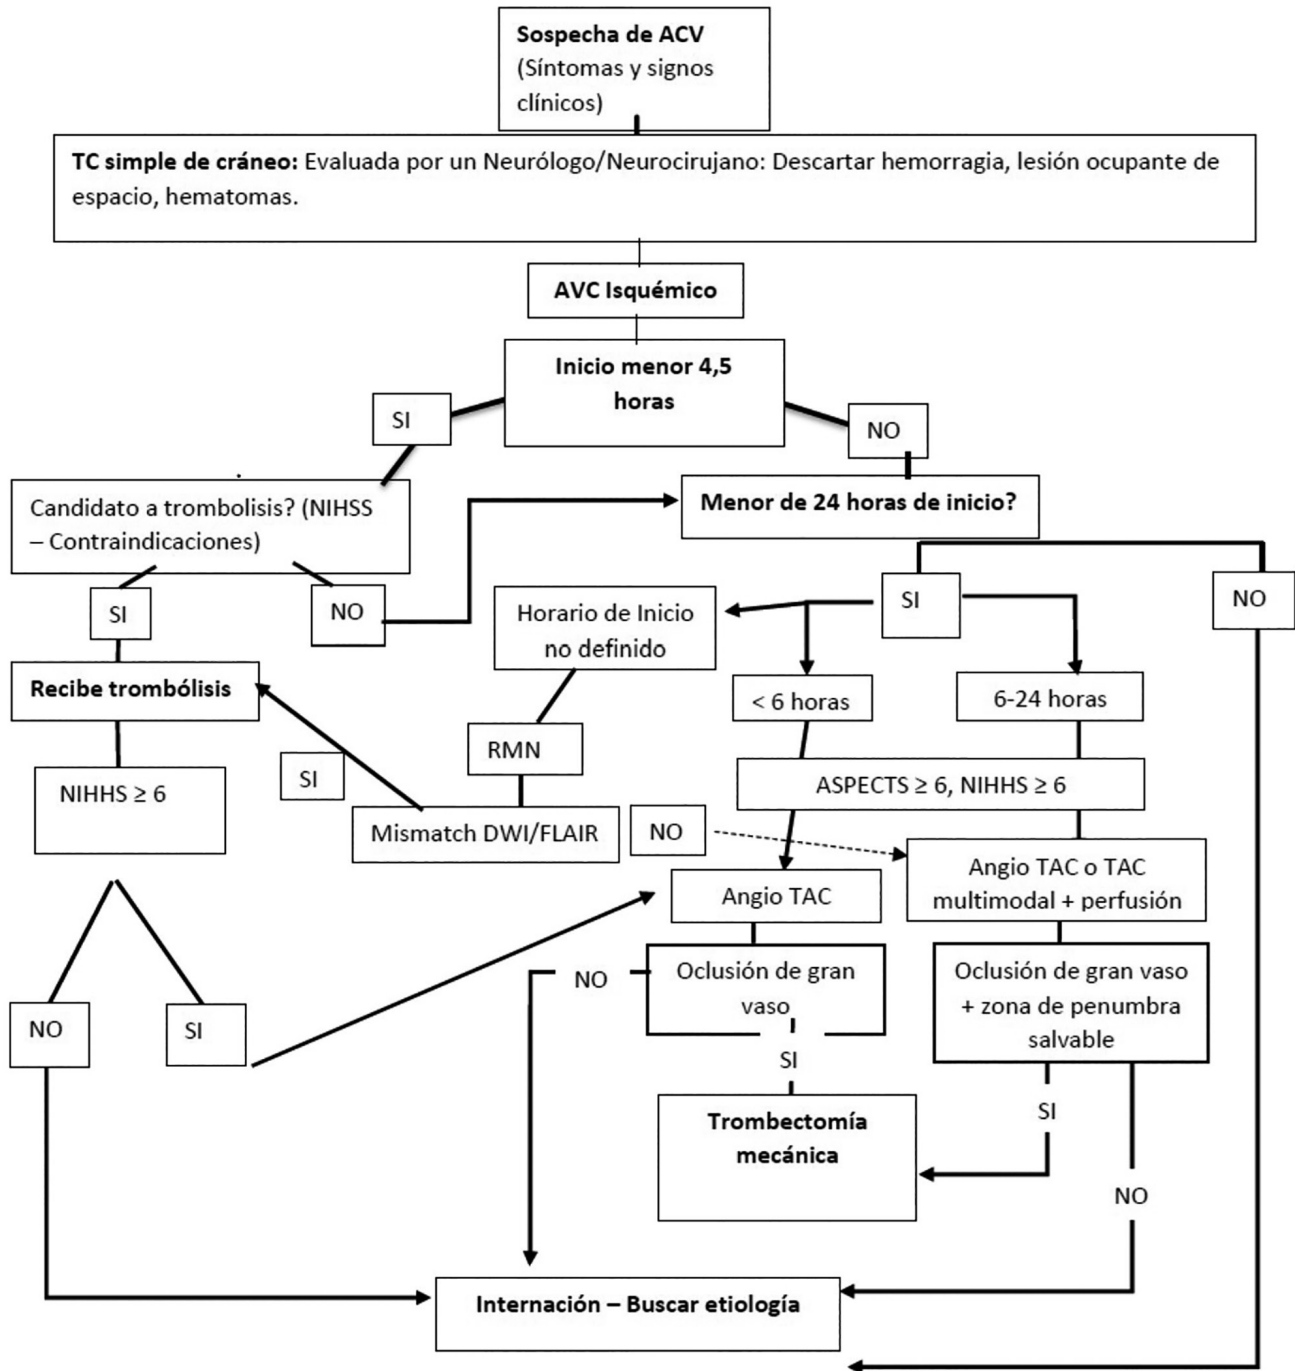 Sospecha de ACV
(Síntomas y signos
clínicos)
TC simple de cráneo: Evaluada por un Neurólogo/Neurocirujano: Descartar hemorragia, lesión ocupante de
espacio, hematomas.
AVC Isquémico
Inicio menor 4,5
horas
SI
NO
Candidato a trombolisis? (NIHSS
– Contraindicaciones)
Menor de 24 horas de inicio?
SI
NO
Horario de Inicio
no definido
SI
NO
Recibe trombólisis
< 6 horas
6-24 horas
RMN
SI
NIHHS ≥ 6
ASPECTS ≥ 6, NIHHS ≥ 6
Mismatch DWI/FLAIR
NO
Angio TAC
Angio TAC o TAC
multimodal + perfusión
NO
Oclusión de gran
vaso
Oclusión de gran vaso
+ zona de penumbra
salvable
NO
SI
SI
SI
Trombectomía
mecánica
NO
Internación – Buscar etiología